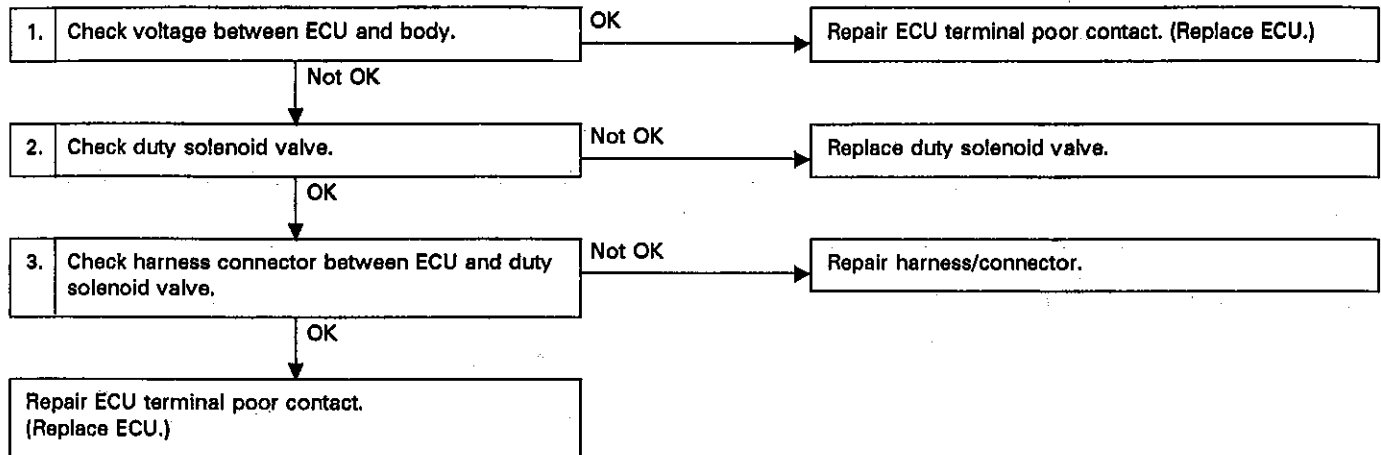 1. Check voltage between ECU and body.
OK
Repair ECU terminal poor contact. (Replace ECU.)
Not OK
2. Check duty solenoid valve.
Not OK
Replace duty solenoid valve.
OK
3. Check harness connector between ECU and duty
solenoid valve.
Not OK
Repair harness/connector.
OK
Repair ECU terminal poor contact.
(Replace ECU.)